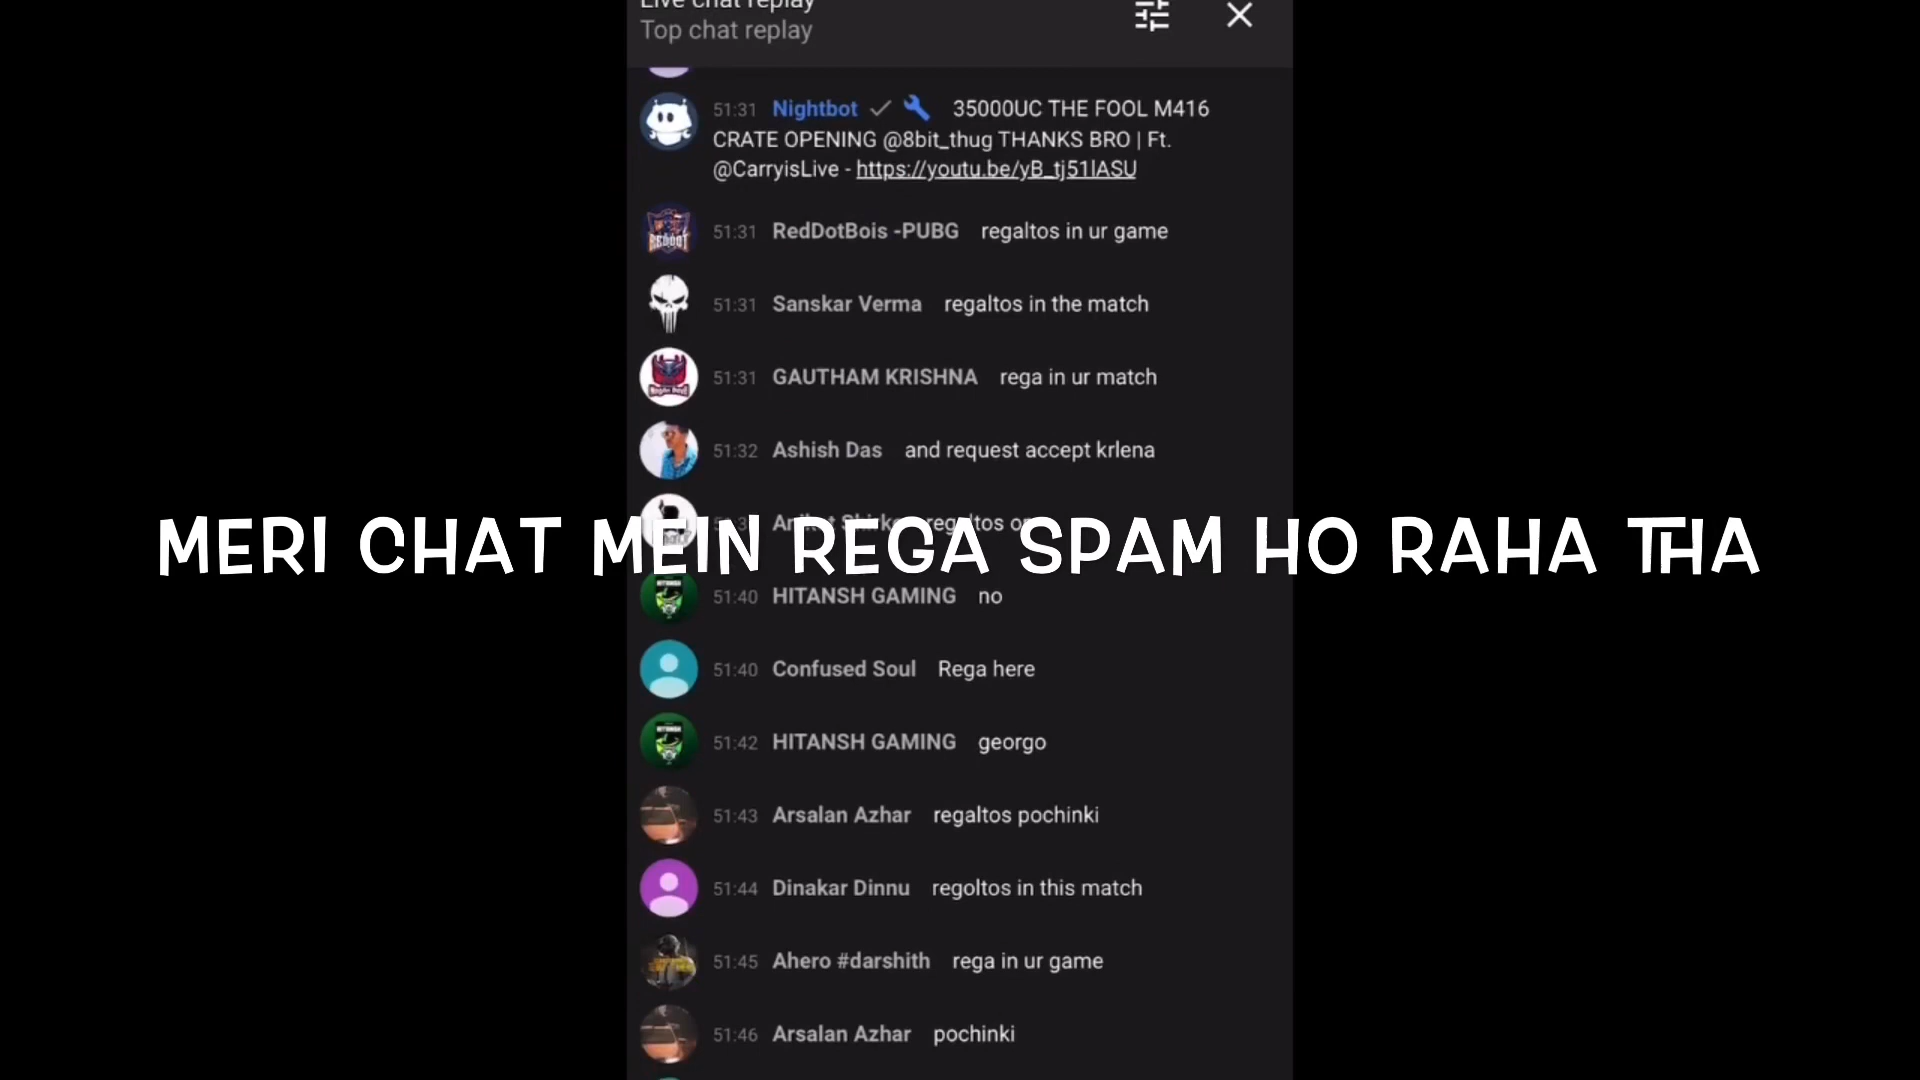 Live chat replay
Top chat replay
51:31 Nightbot 35000UC THE FOOL M416
CRATE OPENING @8bit_thug THANKS BRO | Ft.
@CarryisLive - https://youtu.be/yB_tj51lASU
51:31 RedDotBois -PUBG regaltos in ur game
51:31 Sanskar Verma regaltos in the match
51:31 GAUTHAM KRISHNA rega in ur match
51:32 Ashish Das and request accept krlena
MERI CHAT MEIN REGA SPAM HO RAHA THA
51:40 HITANSH GAMING no
51:40 Confused Soul Rega here
51:42 HITANSH GAMING georgo
51:43 Arsalan Azhar regaltos pochinki
51:44 Dinakar Dinnu regoltos in this match
51:45 Ahero #darshith rega in ur game
51:46 Arsalan Azhar pochinki